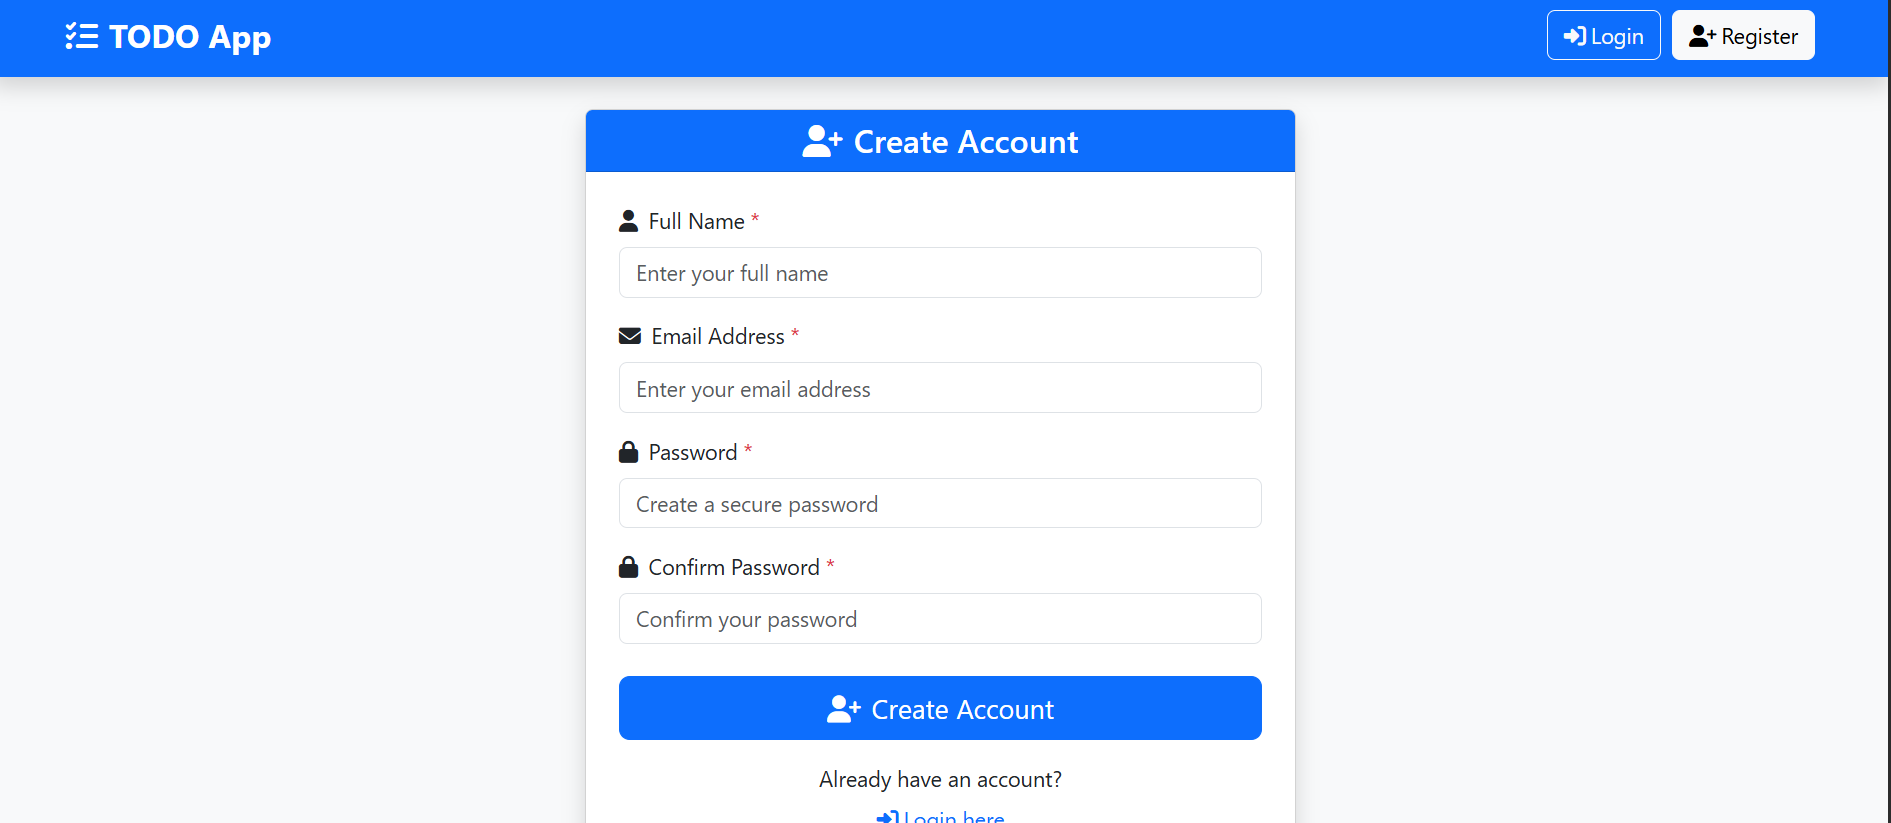 TODO App
Login
Register
Create Account
Full Name *
Enter your full name
Email Address *
Enter your email address
Password *
Create a secure password
Confirm Password *
Confirm your password
Create Account
Already have an account?
Login here